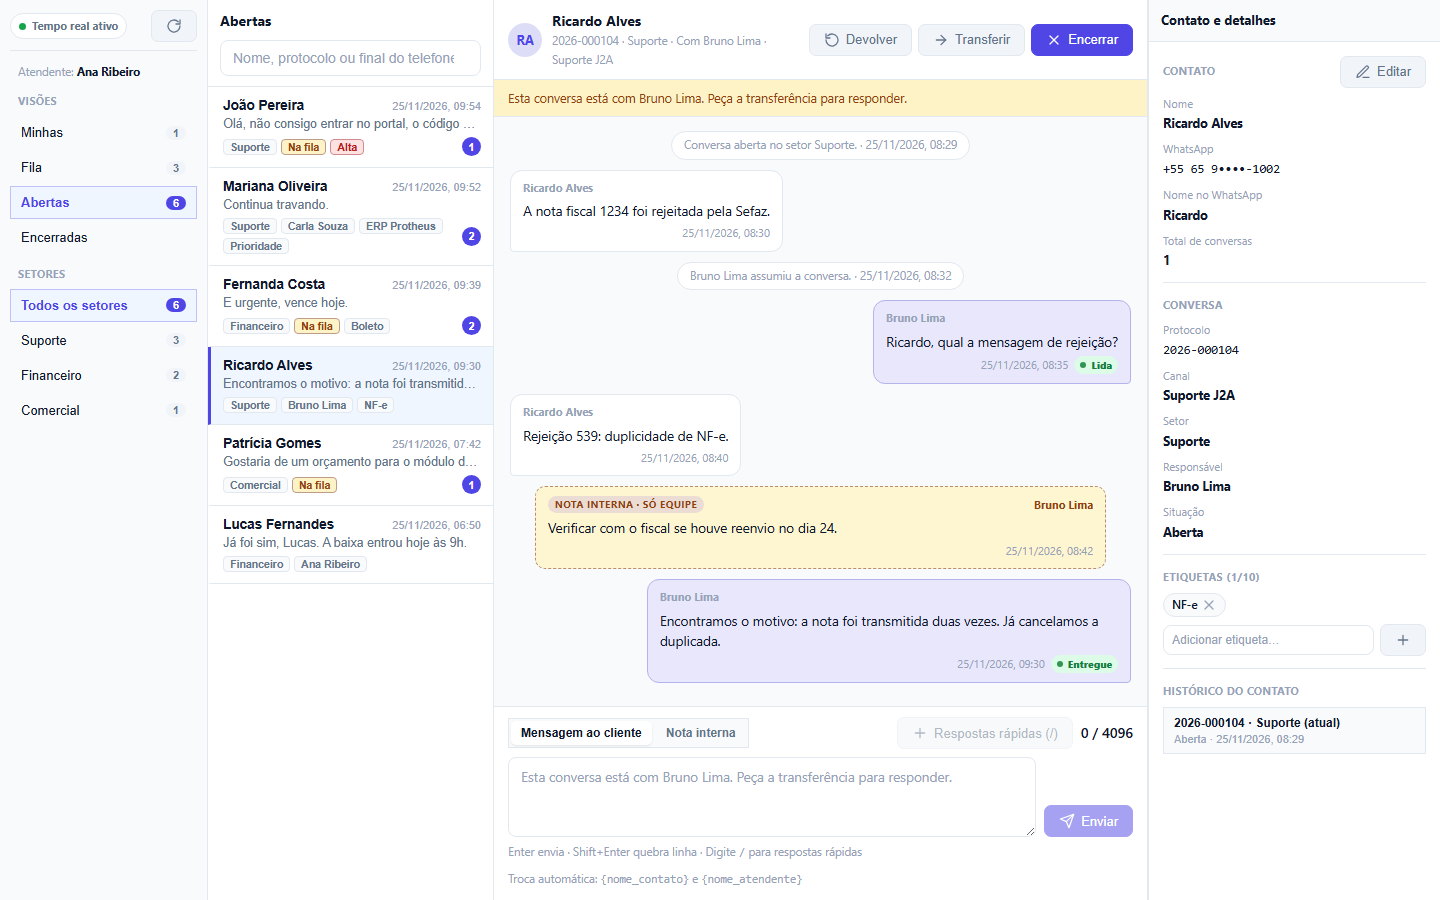 Tempo real ativo
Atendente: Ana Ribeiro
VISÕES
Minhas 1
Fila 3
Abertas 6
Encerradas
SETORES
Todos os setores 6
Suporte 3
Financeiro 2
Comercial 1
Abertas
Nome, protocolo ou final do telefone
João Pereira 25/11/2026, 09:54
Olá, não consigo entrar no portal, o código ...
Suporte Na fila Alta 1
Mariana Oliveira 25/11/2026, 09:52
Continua travando.
Suporte Carla Souza ERP Protheus
Prioridade 2
Fernanda Costa 25/11/2026, 09:39
E urgente, vence hoje.
Financeiro Na fila Boleto 2
Ricardo Alves 25/11/2026, 09:30
Encontramos o motivo: a nota foi transmitid...
Suporte Bruno Lima NF-e
Patrícia Gomes 25/11/2026, 07:42
Gostaria de um orçamento para o módulo d...
Comercial Na fila 1
Lucas Fernandes 25/11/2026, 06:50
Já foi sim, Lucas. A baixa entrou hoje às 9h.
Financeiro Ana Ribeiro
RA
Ricardo Alves
2026-000104 · Suporte · Com Bruno Lima ·
Suporte J2A
Devolver Transferir Encerrar
Esta conversa está com Bruno Lima. Peça a transferência para responder.
Conversa aberta no setor Suporte. · 25/11/2026, 08:29
Ricardo Alves
A nota fiscal 1234 foi rejeitada pela Sefaz.
25/11/2026, 08:30
Bruno Lima assumiu a conversa. · 25/11/2026, 08:32
Bruno Lima
Ricardo, qual a mensagem de rejeição?
25/11/2026, 08:35 Lida
Ricardo Alves
Rejeição 539: duplicidade de NF-e.
25/11/2026, 08:40
NOTA INTERNA · SÓ EQUIPE Bruno Lima
Verificar com o fiscal se houve reenvio no dia 24.
25/11/2026, 08:42
Bruno Lima
Encontramos o motivo: a nota foi transmitida duas vezes. Já cancelamos a
duplicada.
25/11/2026, 09:30 Entregue
Mensagem ao cliente Nota interna Respostas rápidas (/) 0 / 4096
Esta conversa está com Bruno Lima. Peça a transferência para responder.
Enviar
Enter envia · Shift+Enter quebra linha · Digite / para respostas rápidas
Troca automática: {nome_contato} e {nome_atendente}
Contato e detalhes
CONTATO Editar
Nome
Ricardo Alves
WhatsApp
+55 65 9••••-1002
Nome no WhatsApp
Ricardo
Total de conversas
1
CONVERSA
Protocolo
2026-000104
Canal
Suporte J2A
Setor
Suporte
Responsável
Bruno Lima
Situação
Aberta
ETIQUETAS (1/10)
NF-e
Adicionar etiqueta...
HISTÓRICO DO CONTATO
2026-000104 · Suporte (atual)
Aberta · 25/11/2026, 08:29